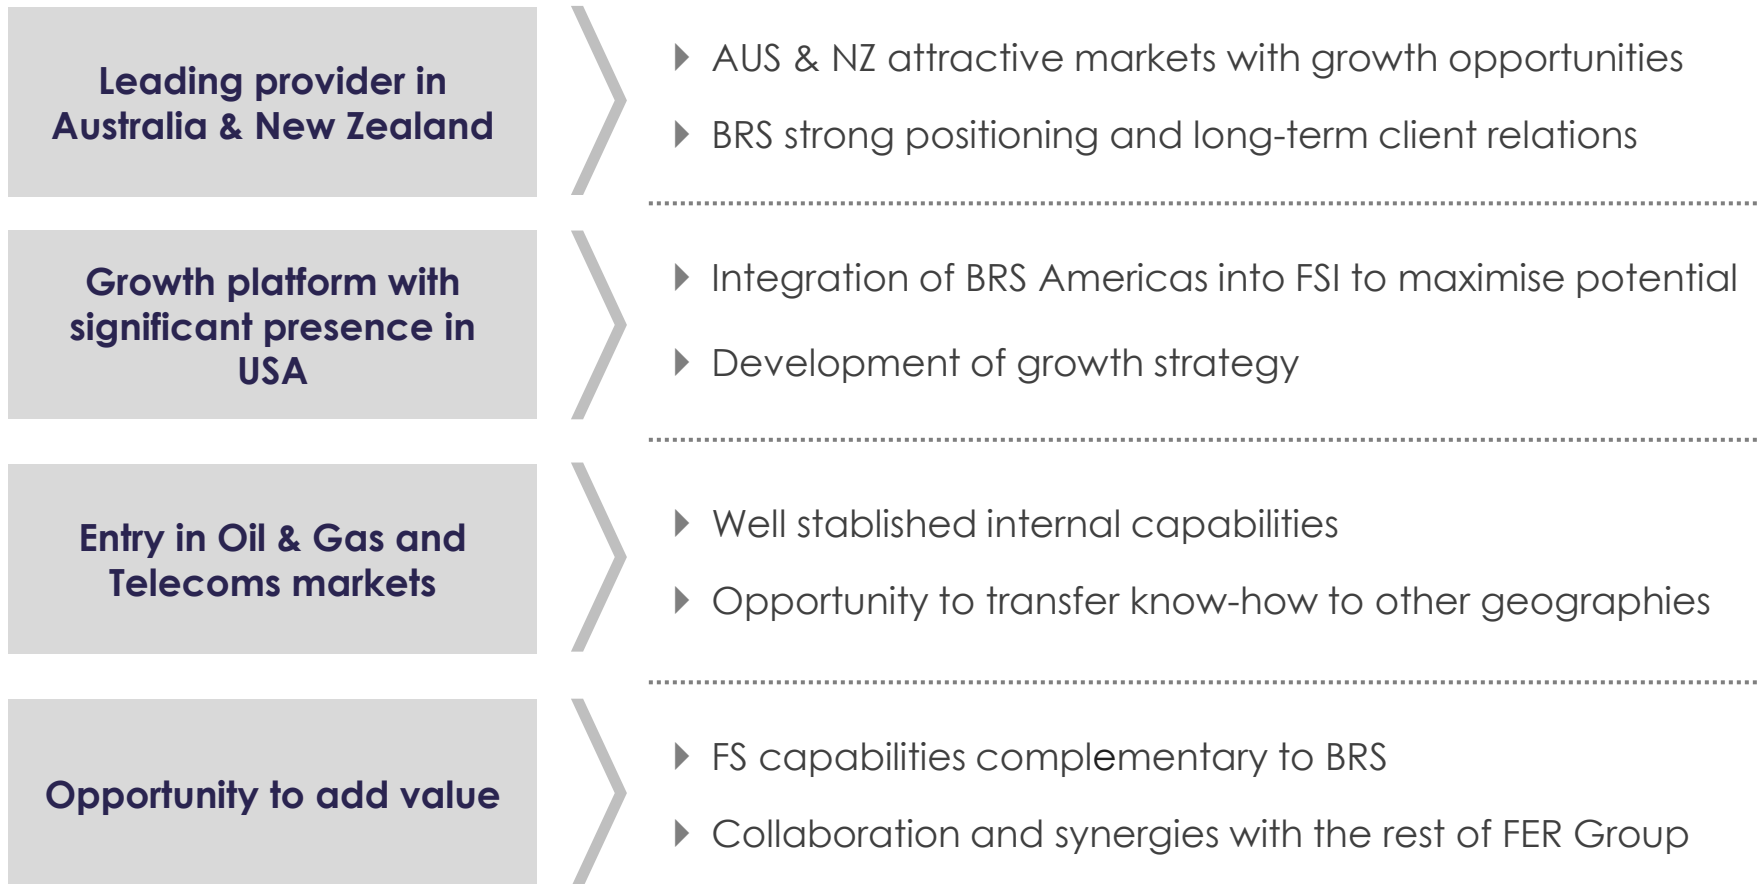 Leading provider in
Australia & New Zealand
AUS & NZ attractive markets with growth opportunities
BRS strong positioning and long-term client relations
Growth platform with
significant presence in
USA
Integration of BRS Americas into FSI to maximise potential
Development of growth strategy
Entry in Oil & Gas and
Telecoms markets
Well stablished internal capabilities
Opportunity to transfer know-how to other geographies
Opportunity to add value
FS capabilities complementary to BRS
Collaboration and synergies with the rest of FER Group